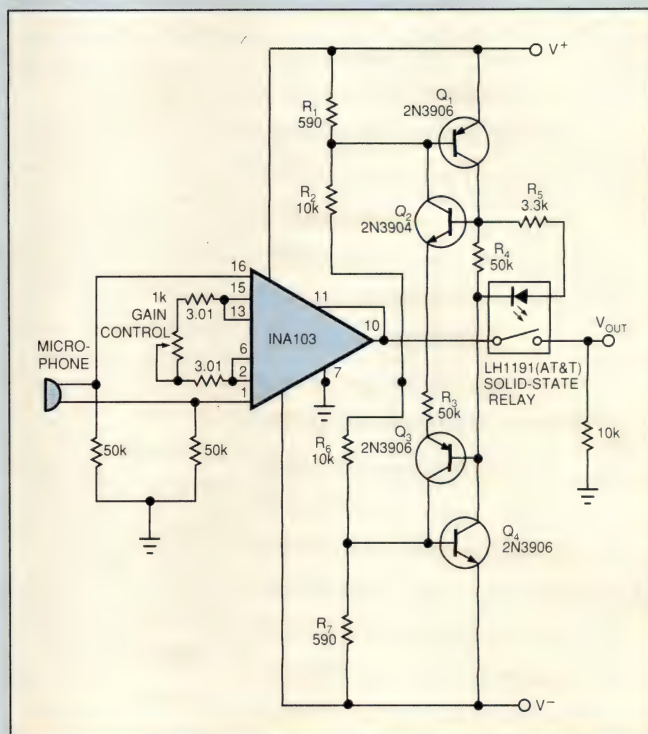 V+
R1
590
Q1
2N3906
R2
10k
Q2
2N3904
R5
3.3k
R4
50k
16
15
13
11
10
6
2
1
7
1k
GAIN
CONTROL
3.01
3.01
INA103
MICRO-
PHONE
VOUT
LH1191(AT&T)
SOLID-STATE
RELAY
50k
50k
R3
50k
R6
10k
Q3
2N3906
10k
Q4
2N3906
R7
590
V−